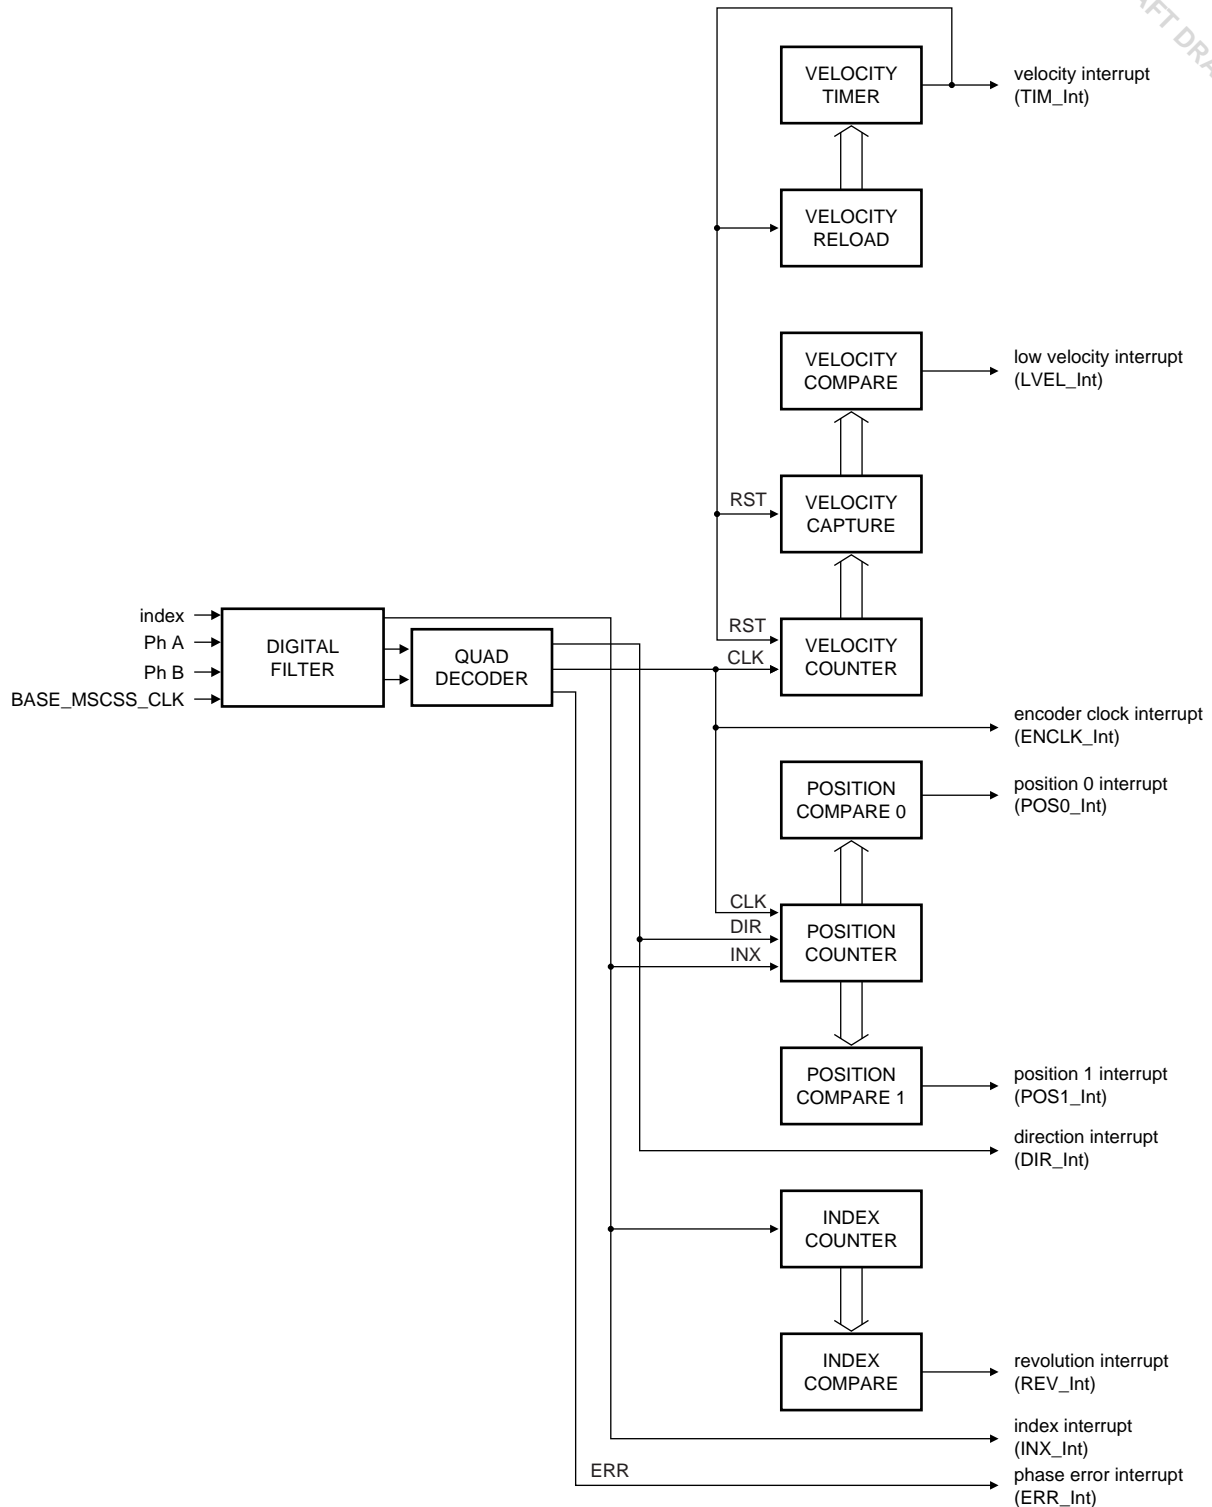 AFT DRA
VELOCITY
TIMER
velocity interrupt
(TIM_Int)
VELOCITY
RELOAD
VELOCITY
COMPARE
low velocity interrupt
(LVEL_Int)
RST
VELOCITY
CAPTURE
index
Ph A
Ph B
BASE_MSCSS_CLK
DIGITAL
FILTER
QUAD
DECODER
RST
CLK
VELOCITY
COUNTER
encoder clock interrupt
(ENCLK_Int)
POSITION
COMPARE 0
position 0 interrupt
(POS0_Int)
CLK
DIR
INX
POSITION
COUNTER
POSITION
COMPARE 1
position 1 interrupt
(POS1_Int)
direction interrupt
(DIR_Int)
INDEX
COUNTER
INDEX
COMPARE
revolution interrupt
(REV_Int)
index interrupt
(INX_Int)
ERR
phase error interrupt
(ERR_Int)